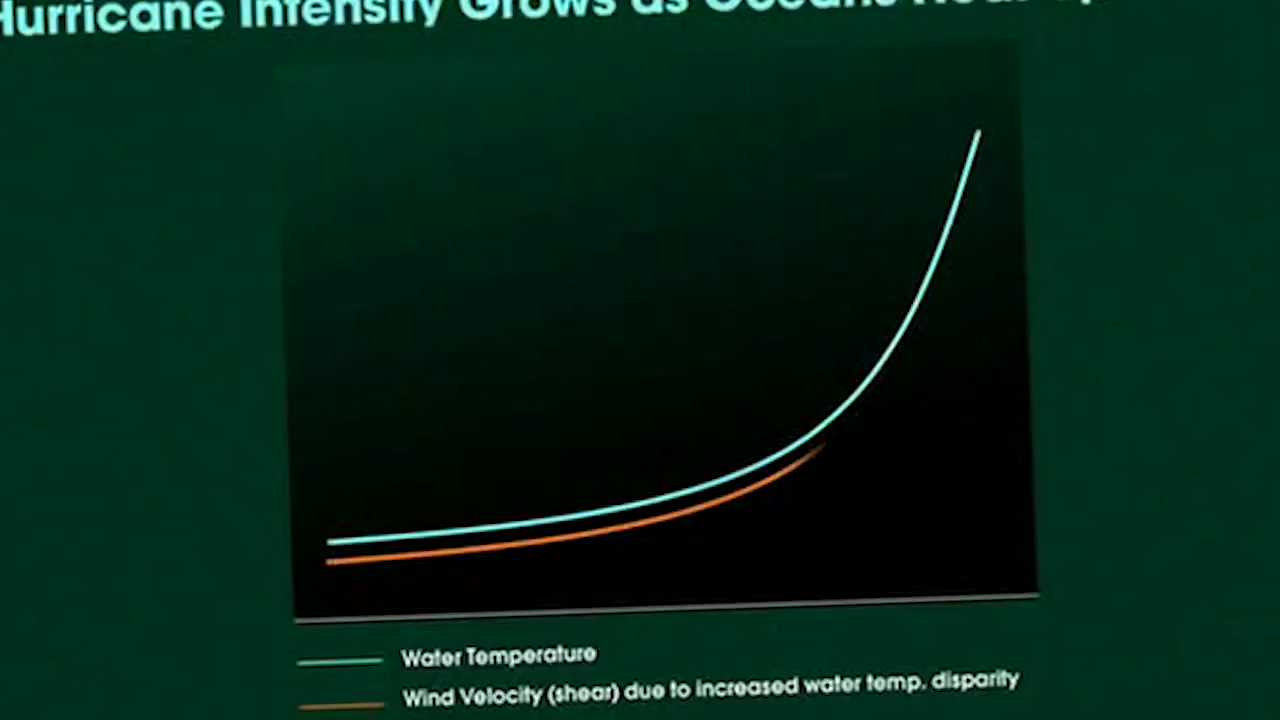 Hurricane Intensity Grows as Oceans
Water Temperature
Wind Velocity (shear) due to increased water temp. disparity